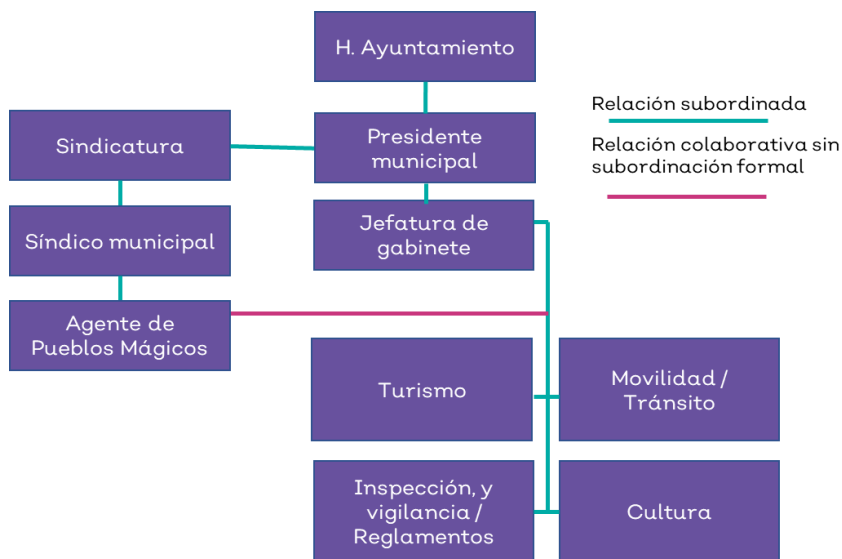 H. Ayuntamiento
Relación subordinada
Sindicatura
Presidente
municipal
Relación colaborativa sin
subordinación formal
Síndico municipal
Jefatura de
gabinete
Agente de
Pueblos Mágicos
Turismo
Movilidad /
Tránsito
Inspección, y
vigilancia /
Reglamentos
Cultura